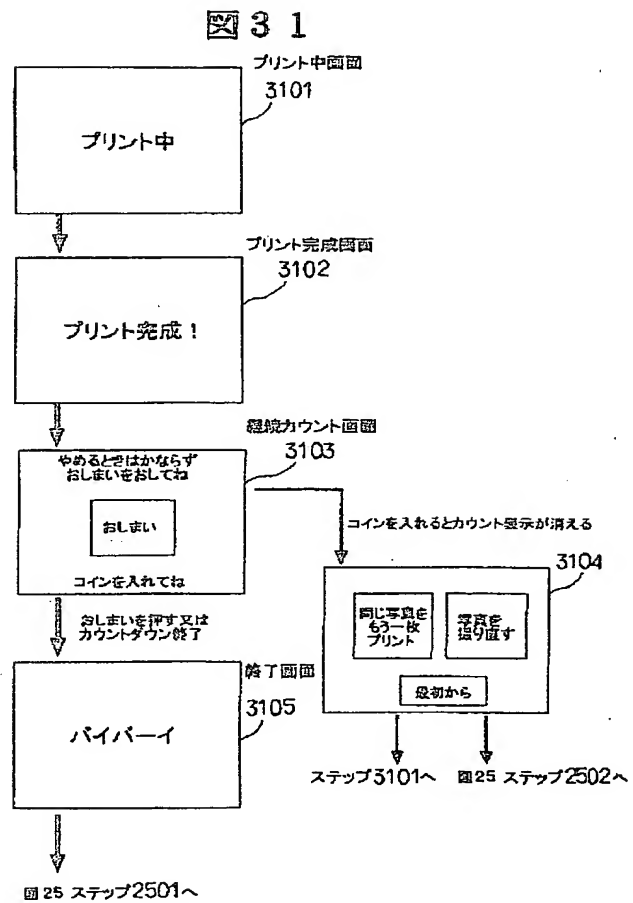 図31
プリント中画面
3101
プリント中
プリント完成画面
3102
プリント完成！
継続カウント画面
3103
やめるときはかならず
おしまいをおしてね
おしまい
コインを入れてね
コインを入れるとカウント表示が消える
3104
同じ写真を
もう一枚
プリント
写真を
撮り直す
最初から
ステップ3101へ
図25 ステップ2502へ
おしまいを押す又は
カウントダウン終了
終了画面
3105
バイバーイ
図25 ステップ2501へ